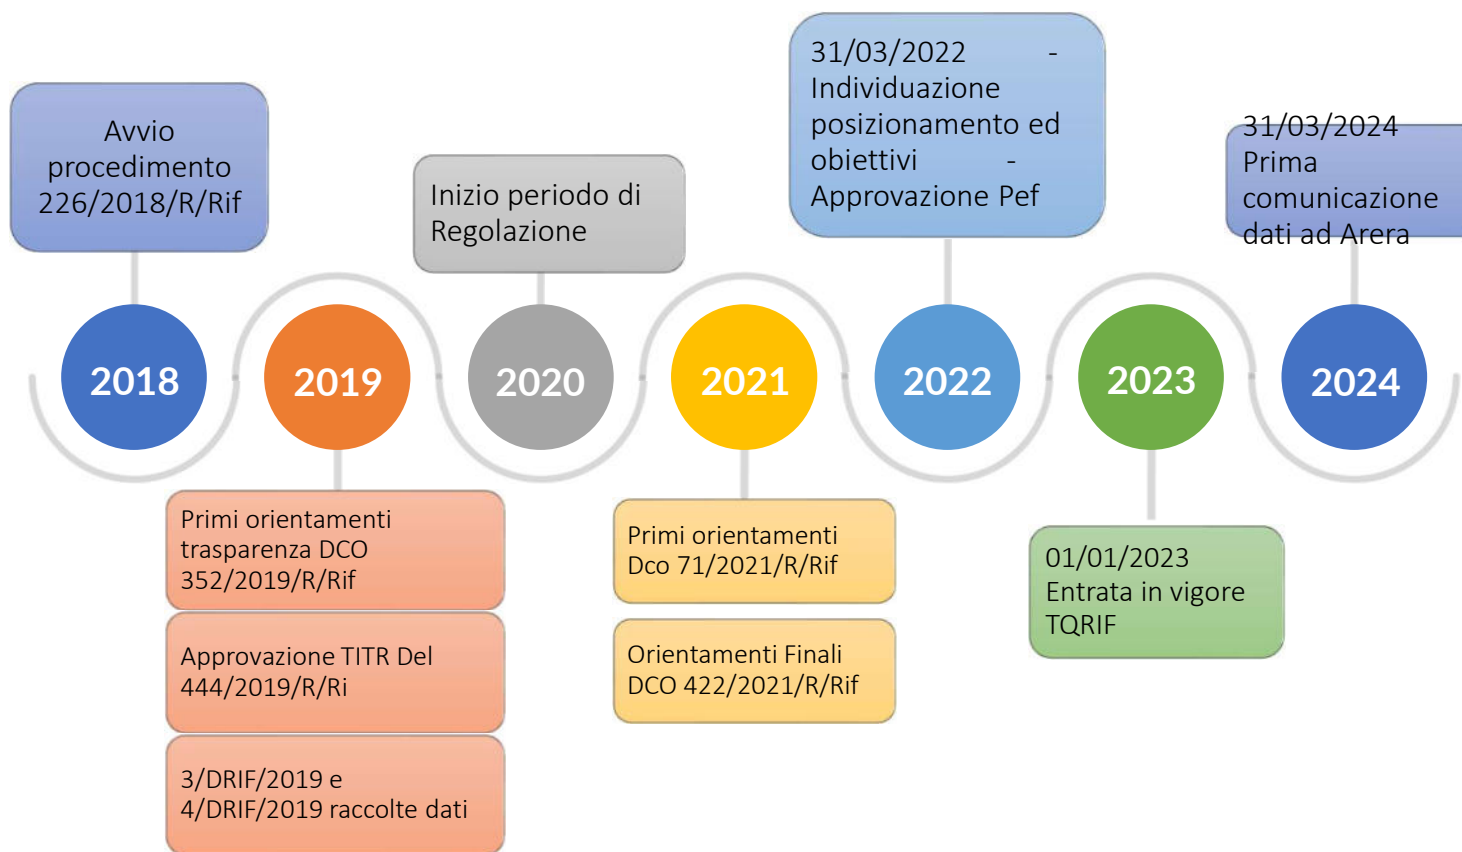 Avvio
procedimento
226/2018/R/Rif
2018
2019
Primi orientamenti
trasparenza DCO
352/2019/R/Rif
Approvazione TITR Del
444/2019/R/Ri
3/DRIF/2019 e
4/DRIF/2019 raccolte dati
Inizio periodo di
Regolazione
2020
2021
Primi orientamenti
Dco 71/2021/R/Rif
Orientamenti Finali
DCO 422/2021/R/Rif
31/03/2022 -
Individuazione
posizionamento ed
obiettivi -
Approvazione Pef
2022
2023
01/01/2023
Entrata in vigore
TQRIF
31/03/2024
Prima
comunicazione
dati ad Arera
2024